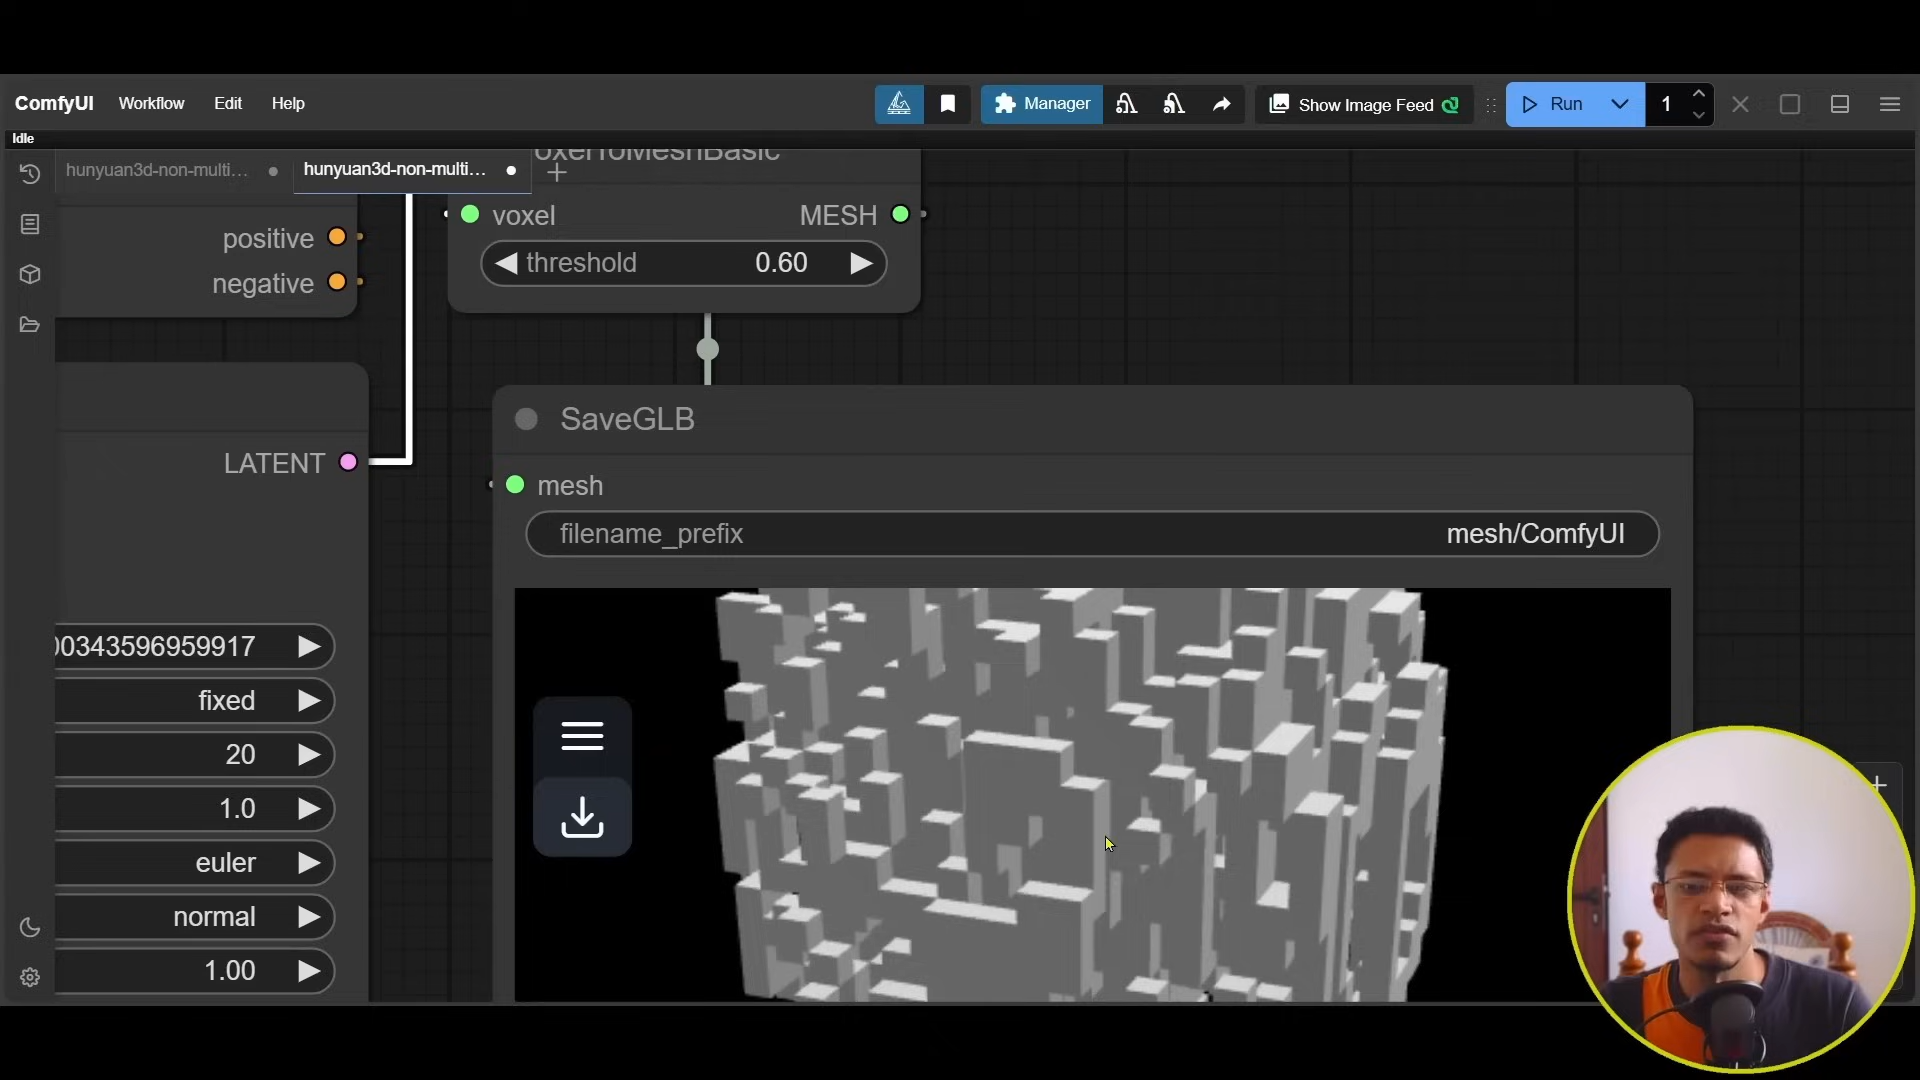 ComfyUI Workflow Edit Help
Manager
Show Image Feed
Run
1
Idle
hunyuan3d-non-multi...
hunyuan3d-non-multi...
voxel MESH
threshold 0.60
positive
negative
LATENT
SaveGLB
mesh
filename_prefix mesh/ComfyUI
00343596959917
fixed
20
1.0
euler
normal
1.00